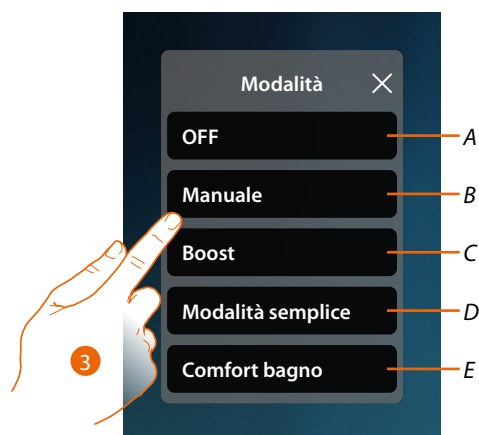 Modalità
OFF
A
Manuale
B
Boost
C
Modalità semplice
D
3
Comfort bagno
E